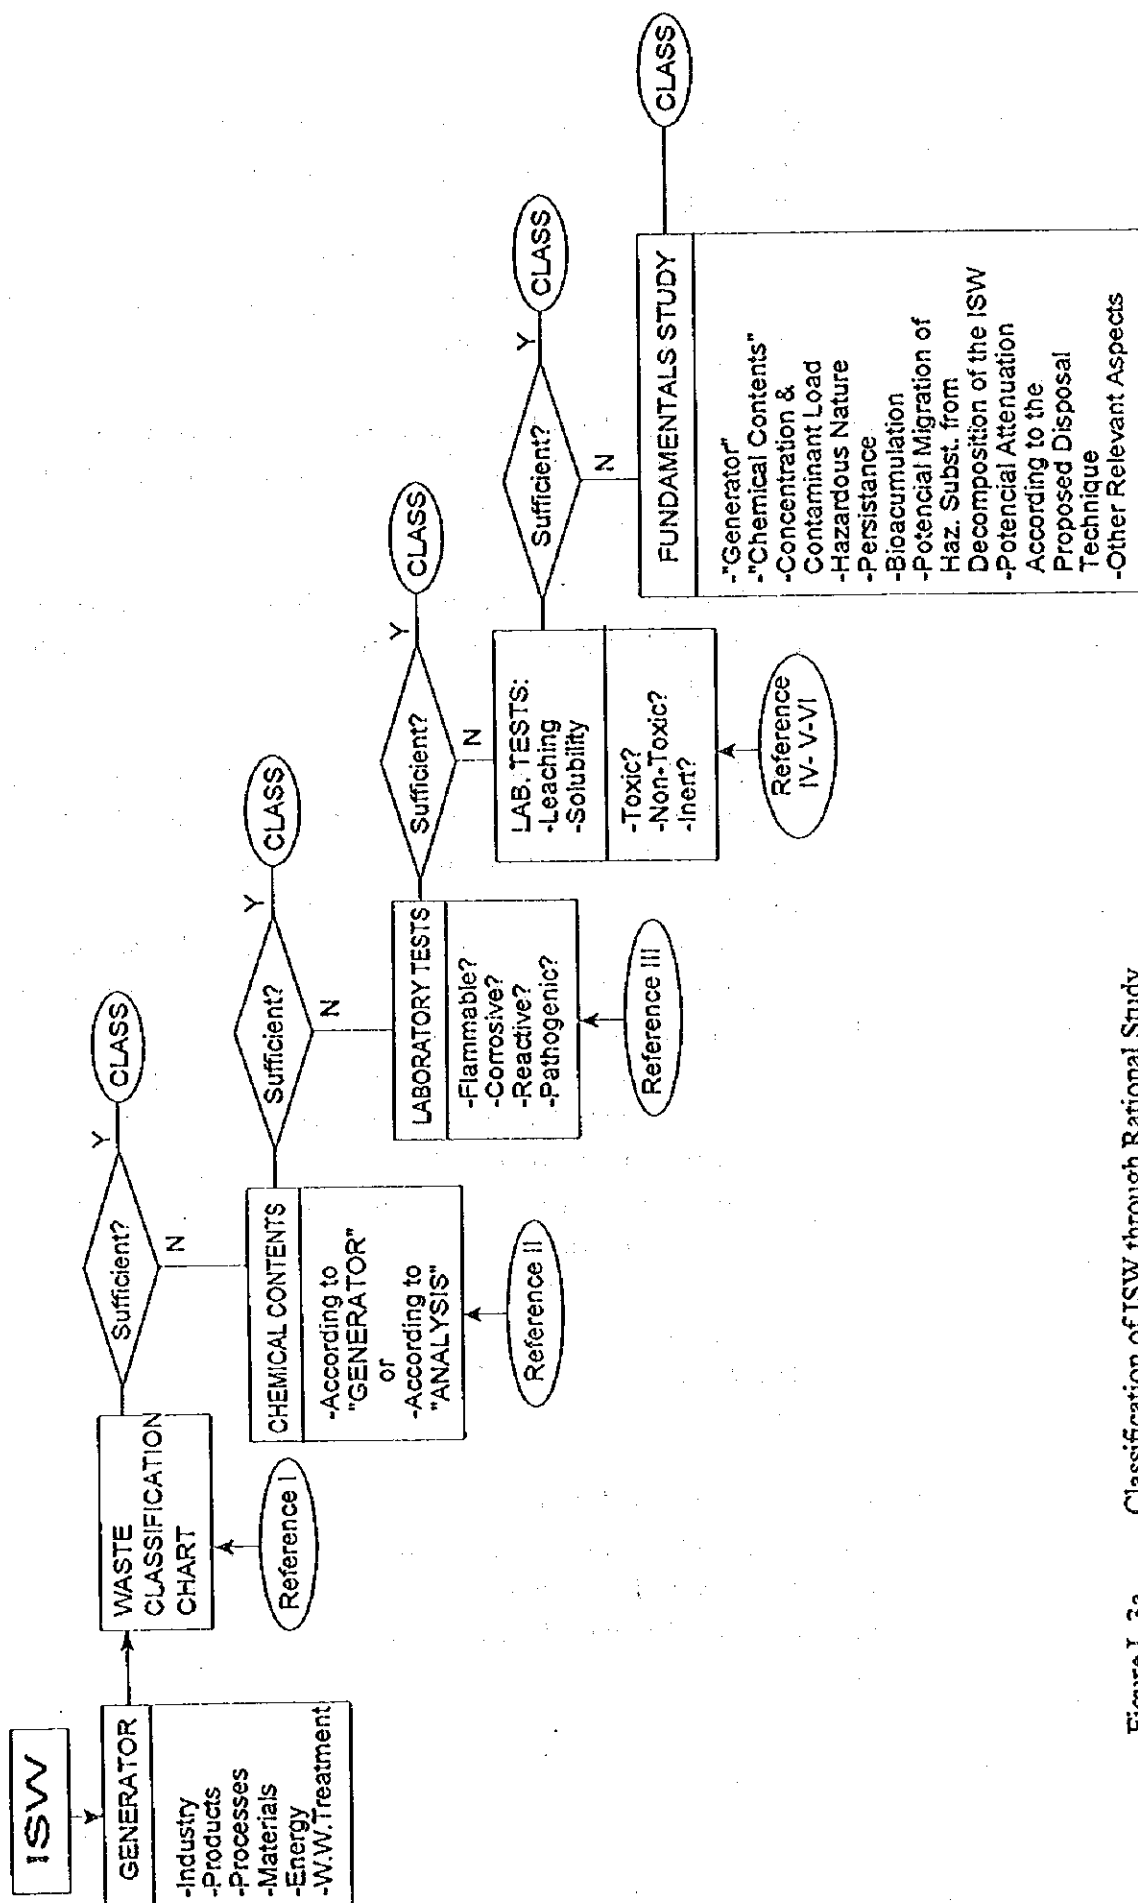 ISW
GENERATOR
-Industry
-Products
-Processes
-Materials
-Energy
-W.W.Treatment
WASTE
CLASSIFICATION
CHART
Reference I
Sufficient?
Y
CLASS
N
CHEMICAL CONTENTS
-According to
"GENERATOR"
or
-According to
"ANALYSIS"
Reference II
Sufficient?
Y
CLASS
N
LABORATORY TESTS
-Flammable?
-Corrosive?
-Reactive?
-Pathogenic?
Reference III
Sufficient?
Y
CLASS
N
LAB. TESTS:
-Leaching
-Solubility
-Toxic?
-Non-Toxic?
-Inert?
Reference
IV- V-VI
Sufficient?
Y
CLASS
N
FUNDAMENTALS STUDY
-"Generator"
-"Chemical Contents"
-Concentration &
Contaminant Load
-Hazardous Nature
-Persistance
-Bioacumulation
-Potencial Migration of
Haz. Subst. from
Decomposition of the ISW
-Potencial Attenuation
According to the
Proposed Disposal
Technique
-Other Relevant Aspects
CLASS
Figure I. 3a Classification of ISW through Rational Study